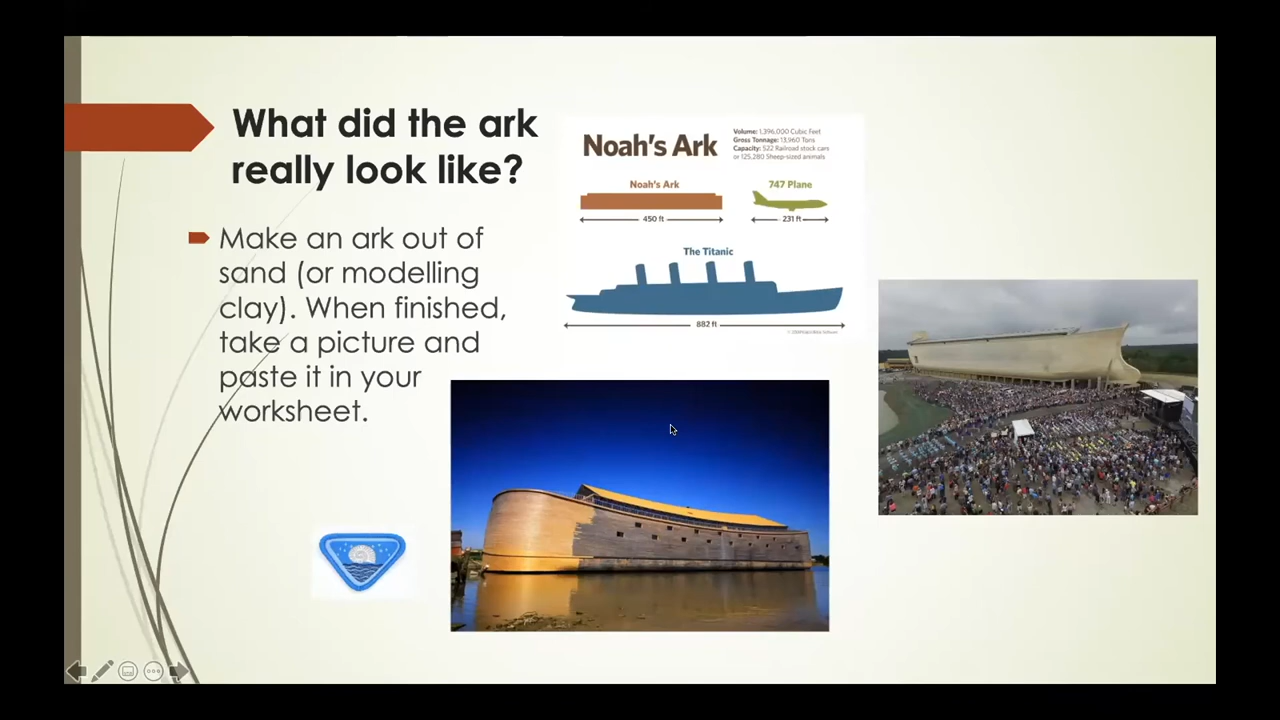 What did the ark
really look like?
Make an ark out of
sand (or modelling
clay). When finished,
take a picture and
paste it in your
worksheet.
Noah's Ark
Volume: 1,396,000 Cubic Feet
Gross Tonnage: 13,960 Tons
Capacity: 522 Railroad stock cars
or 125,280 Sheep-sized animals
Noah's Ark
747 Plane
450 ft
231 ft
The Titanic
882 ft